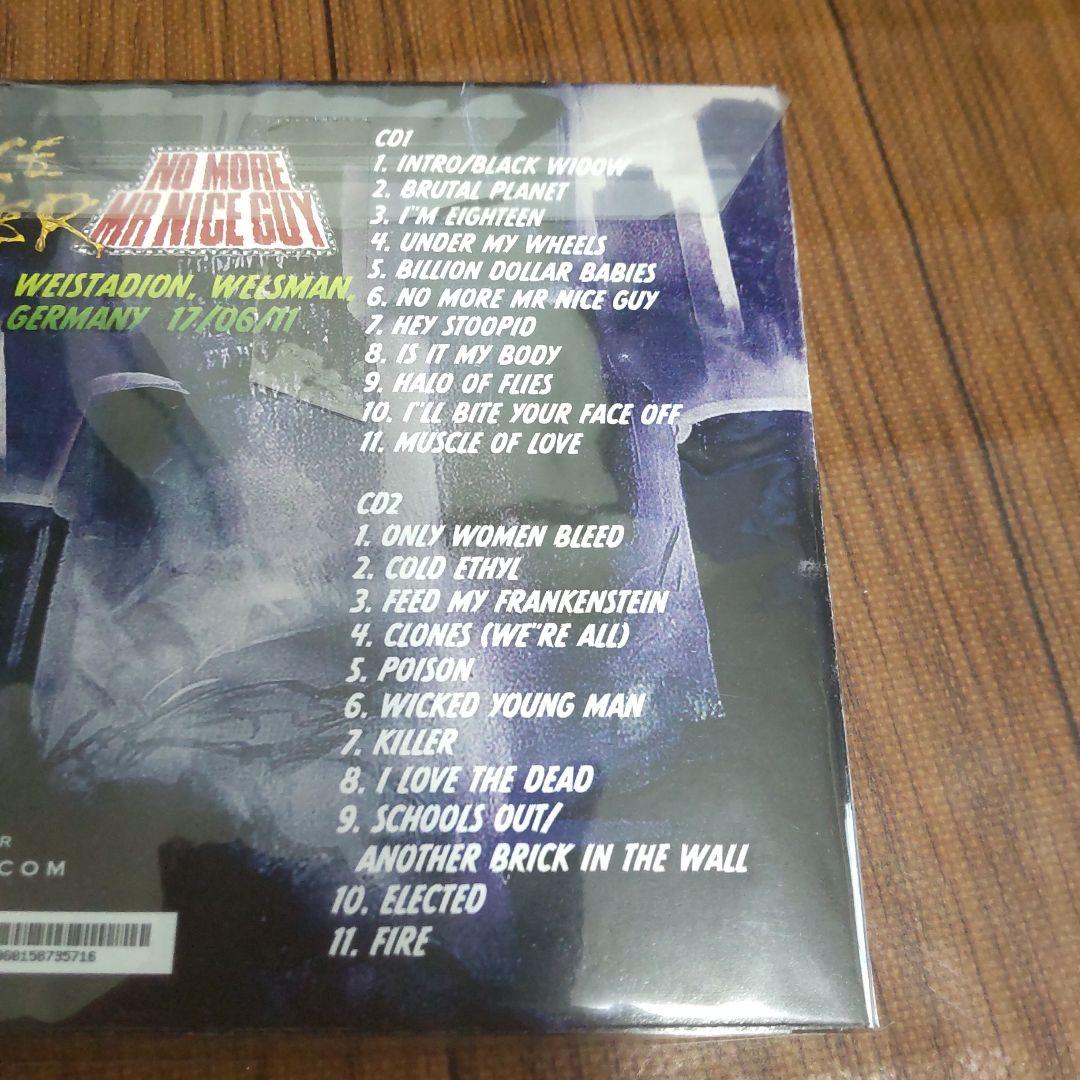 CE
NO MORE
MR NICE GUY
WEISTADION, WELSMAN,
GERMANY 17/06/11
CD1
1. INTRO/BLACK WIDOW
2. BRUTAL PLANET
3. I"M EIGHTEEN
4. UNDER MY WHEELS
5. BILLION DOLLAR BABIES
6. NO MORE MR NICE GUY
7. HEY STOOPID
8. IS IT MY BODY
9. HALO OF FLIES
10. I'LL BITE YOUR FACE OFF
11. MUSCLE OF LOVE
CD2
1. ONLY WOMEN BLEED
2. COLD ETHYL
3. FEED MY FRANKENSTEIN
4. CLONES (WE"RE ALL)
5. POISON
6. WICKED YOUNG MAN
7. KILLER
8. I LOVE THE DEAD
9. SCHOOLS OUT/
ANOTHER BRICK IN THE WALL
10. ELECTED
11. FIRE
R
.COM
060158735716